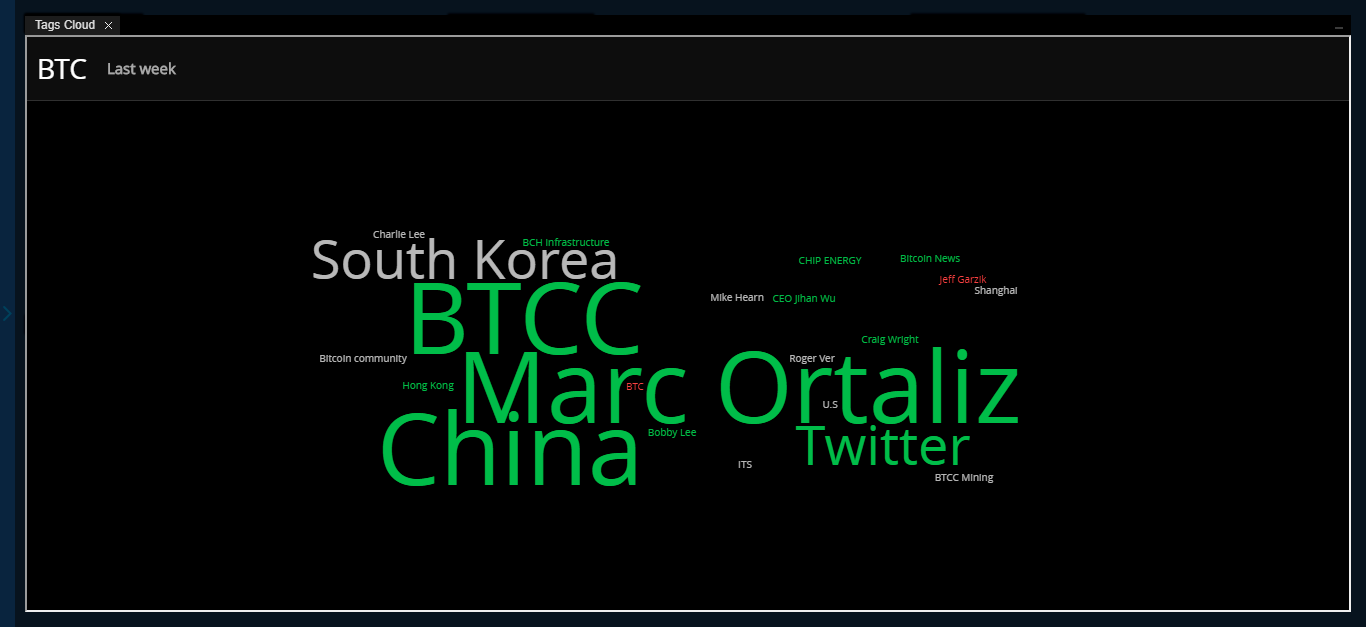 Tags Cloud
BTC Last week
Charlie Lee
BCH Infrastructure
South Korea
CHIP ENERGY
Bitcoin News
Jeff Garzik
Shanghai
Mike Hearn
CEO Jihan Wu
BTCC
Craig Wright
Bitcoin community
Roger Ver
Hong Kong
Marc Ortaliz
BTC
U.S
China
Bobby Lee
Twitter
ITS
BTCC Mining